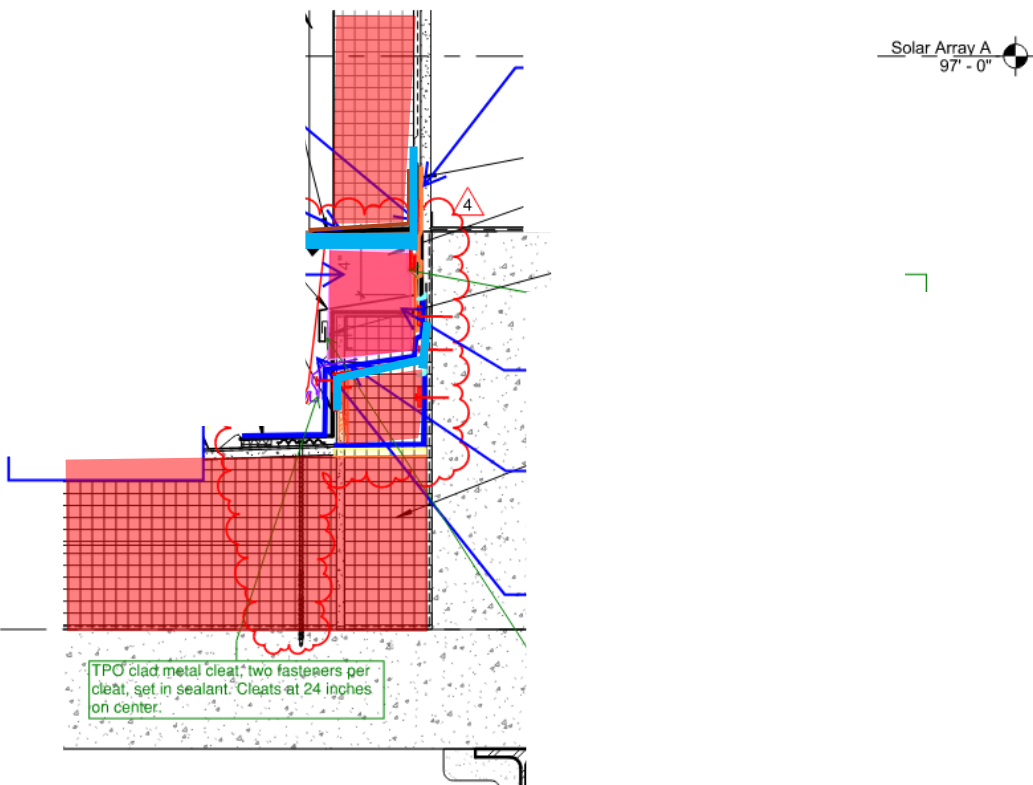 Solar Array A
97' - 0"
4
4"
TPO clad metal cleat, two fasteners per
cleat, set in sealant. Cleats at 24 inches
on center.